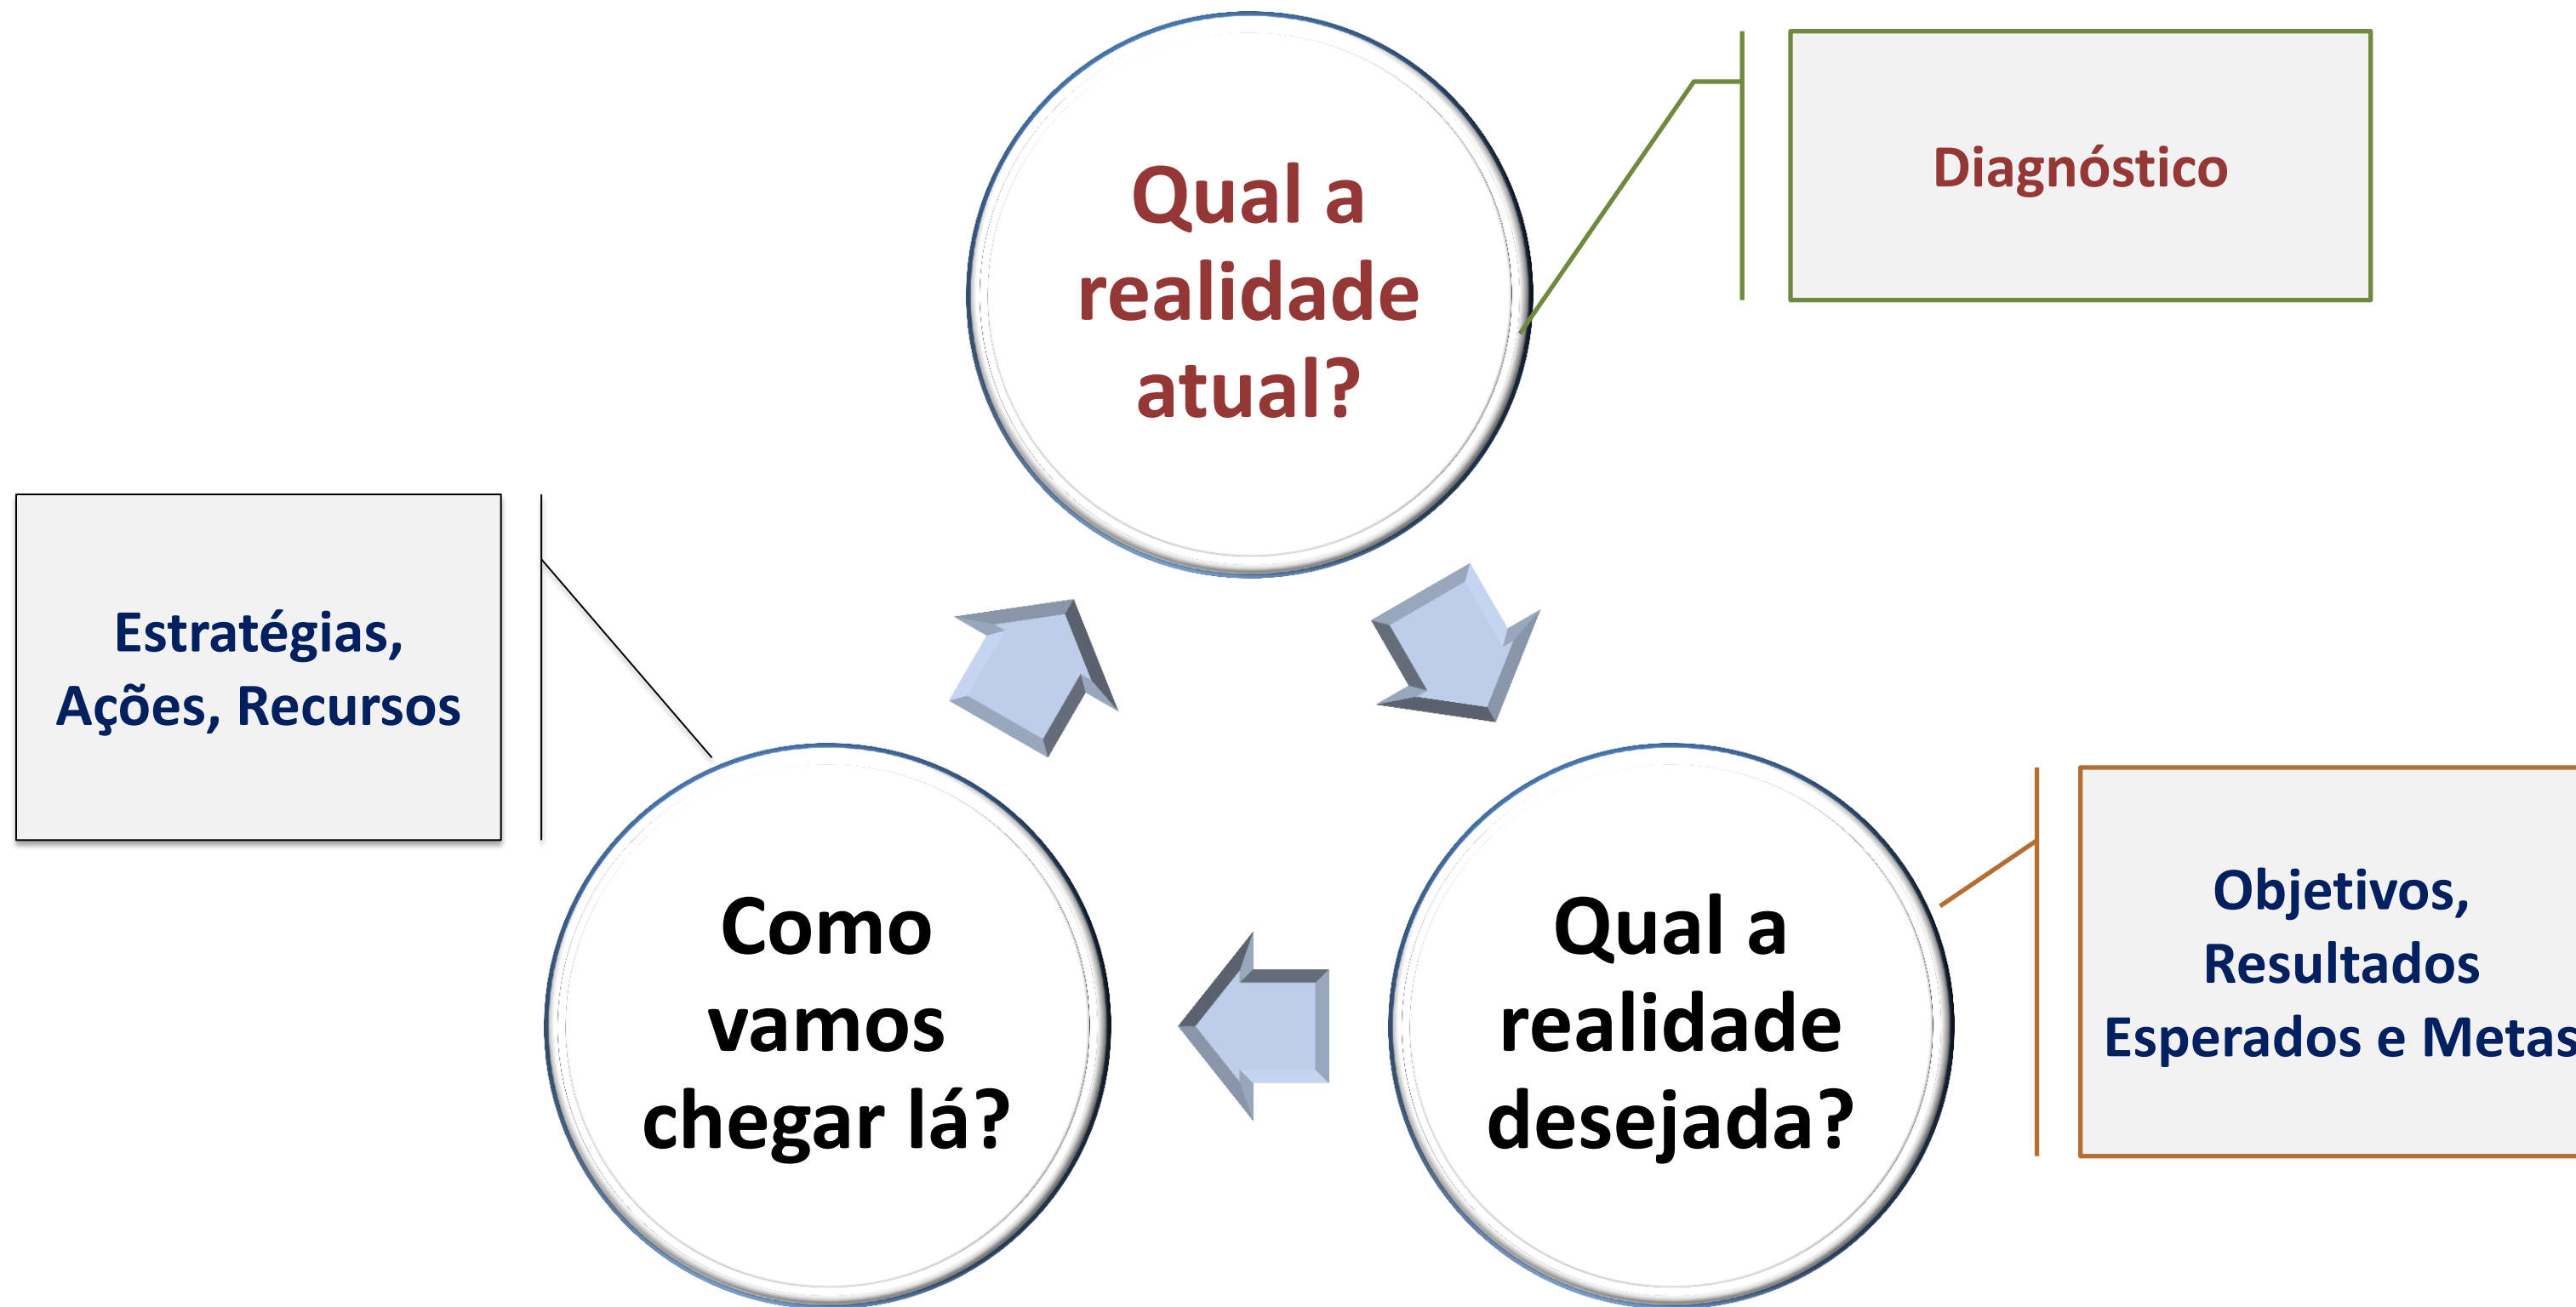 Qual a
realidade
atual?
Diagnóstico
Estratégias,
Ações, Recursos
Como
vamos
chegar lá?
Qual a
realidade
desejada?
Objetivos,
Resultados
Esperados e Metas